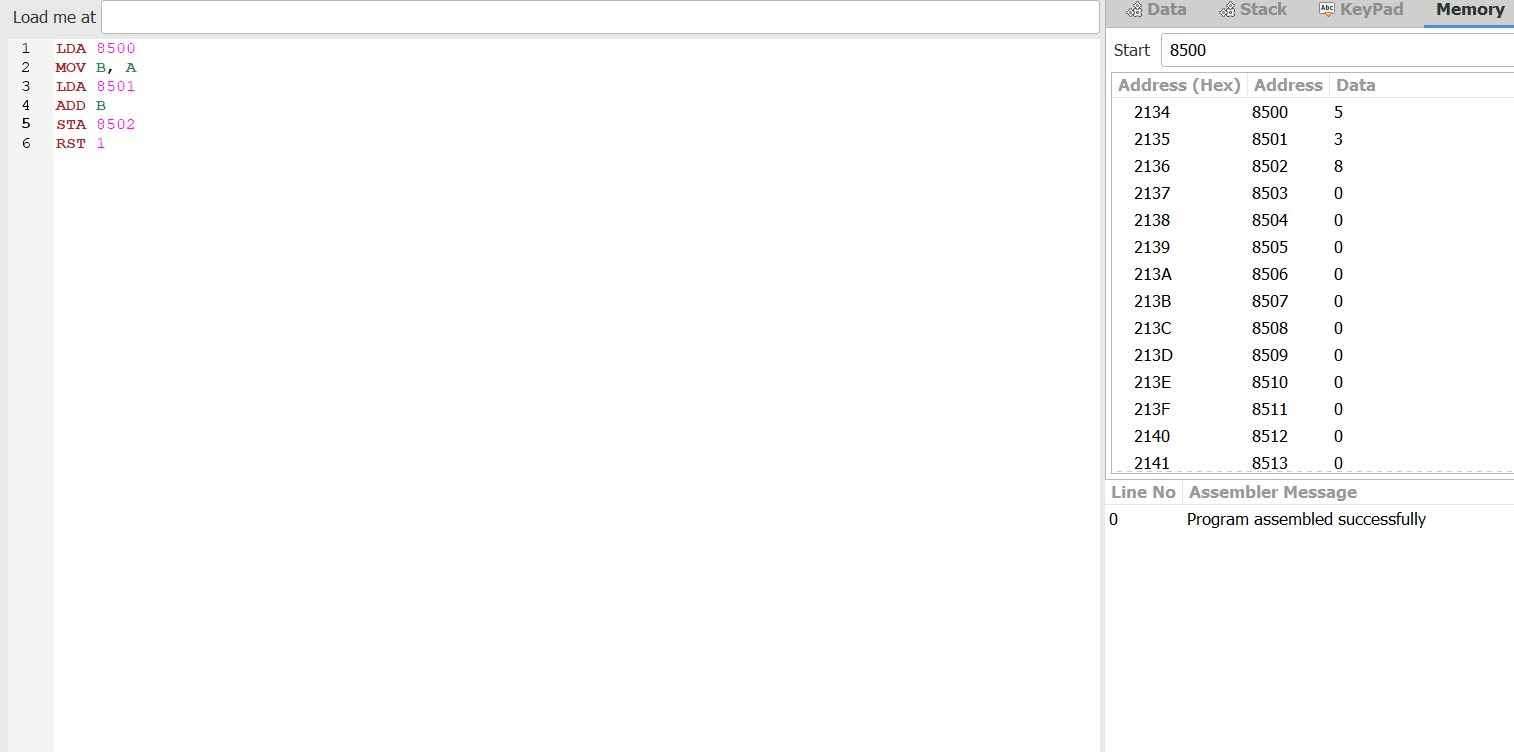 Load me at
1 LDA 8500
2 MOV B, A
3 LDA 8501
4 ADD B
5 STA 8502
6 RST 1
Data Stack KeyPad Memory
Start 8500
Address (Hex) Address Data
2134 8500 5
2135 8501 3
2136 8502 8
2137 8503 0
2138 8504 0
2139 8505 0
213A 8506 0
213B 8507 0
213C 8508 0
213D 8509 0
213E 8510 0
213F 8511 0
2140 8512 0
2141 8513 0
Line No Assembler Message
0 Program assembled successfully